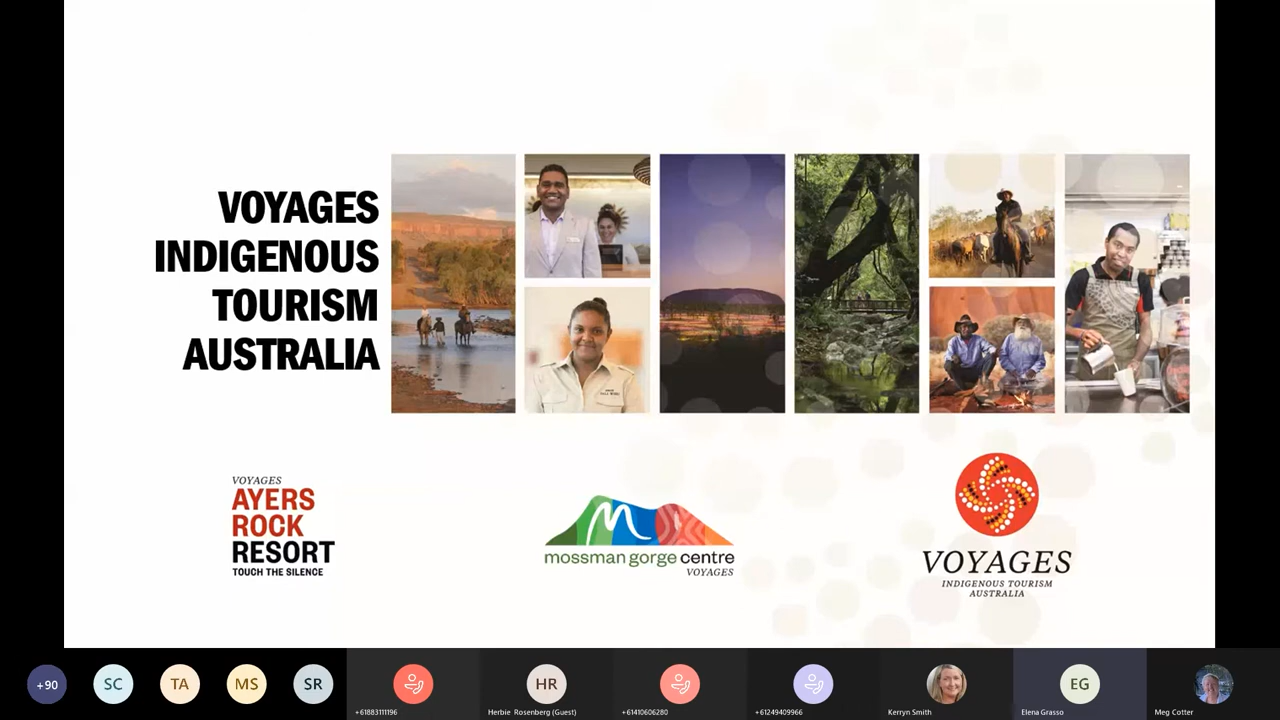 VOYAGES
INDIGENOUS
TOURISM
AUSTRALIA
VOYAGES
AYERS
ROCK
RESORT
TOUCH THE SILENCE
mossman gorge centre
VOYAGES
VOYAGES
INDIGENOUS TOURISM
AUSTRALIA
+90
SC
TA
MS
SR
HR
EG
+61883111196
Herbie Rosenberg (Guest)
+61410606280
+61249409966
Kerryn Smith
Elena Grasso
Meg Cotter